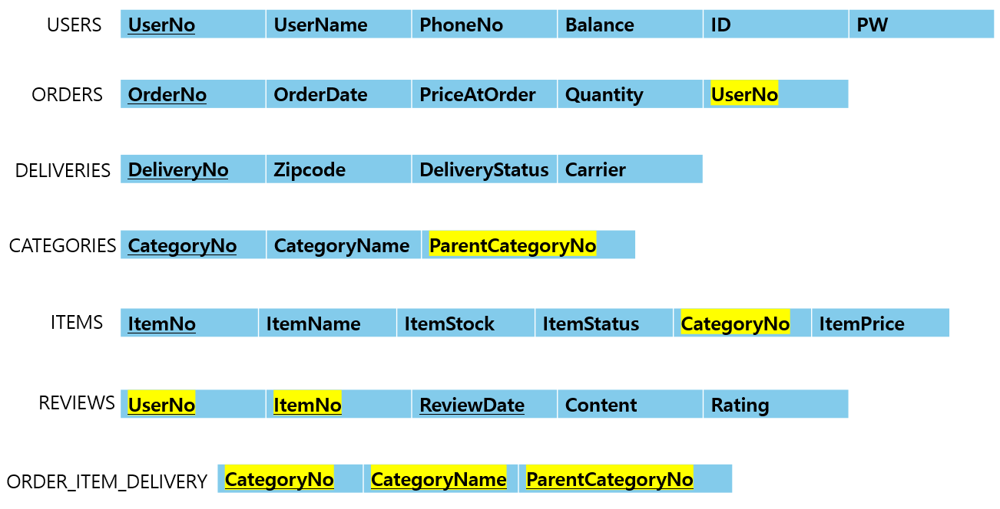 USERS UserNo UserName PhoneNo Balance ID PW
ORDERS OrderNo OrderDate PriceAtOrder Quantity UserNo
DELIVERIES DeliveryNo Zipcode DeliveryStatus Carrier
CATEGORIES CategoryNo CategoryName ParentCategoryNo
ITEMS ItemNo ItemName ItemStock ItemStatus CategoryNo ItemPrice
REVIEWS UserNo ItemNo ReviewDate Content Rating
ORDER_ITEM_DELIVERY CategoryNo CategoryName ParentCategoryNo